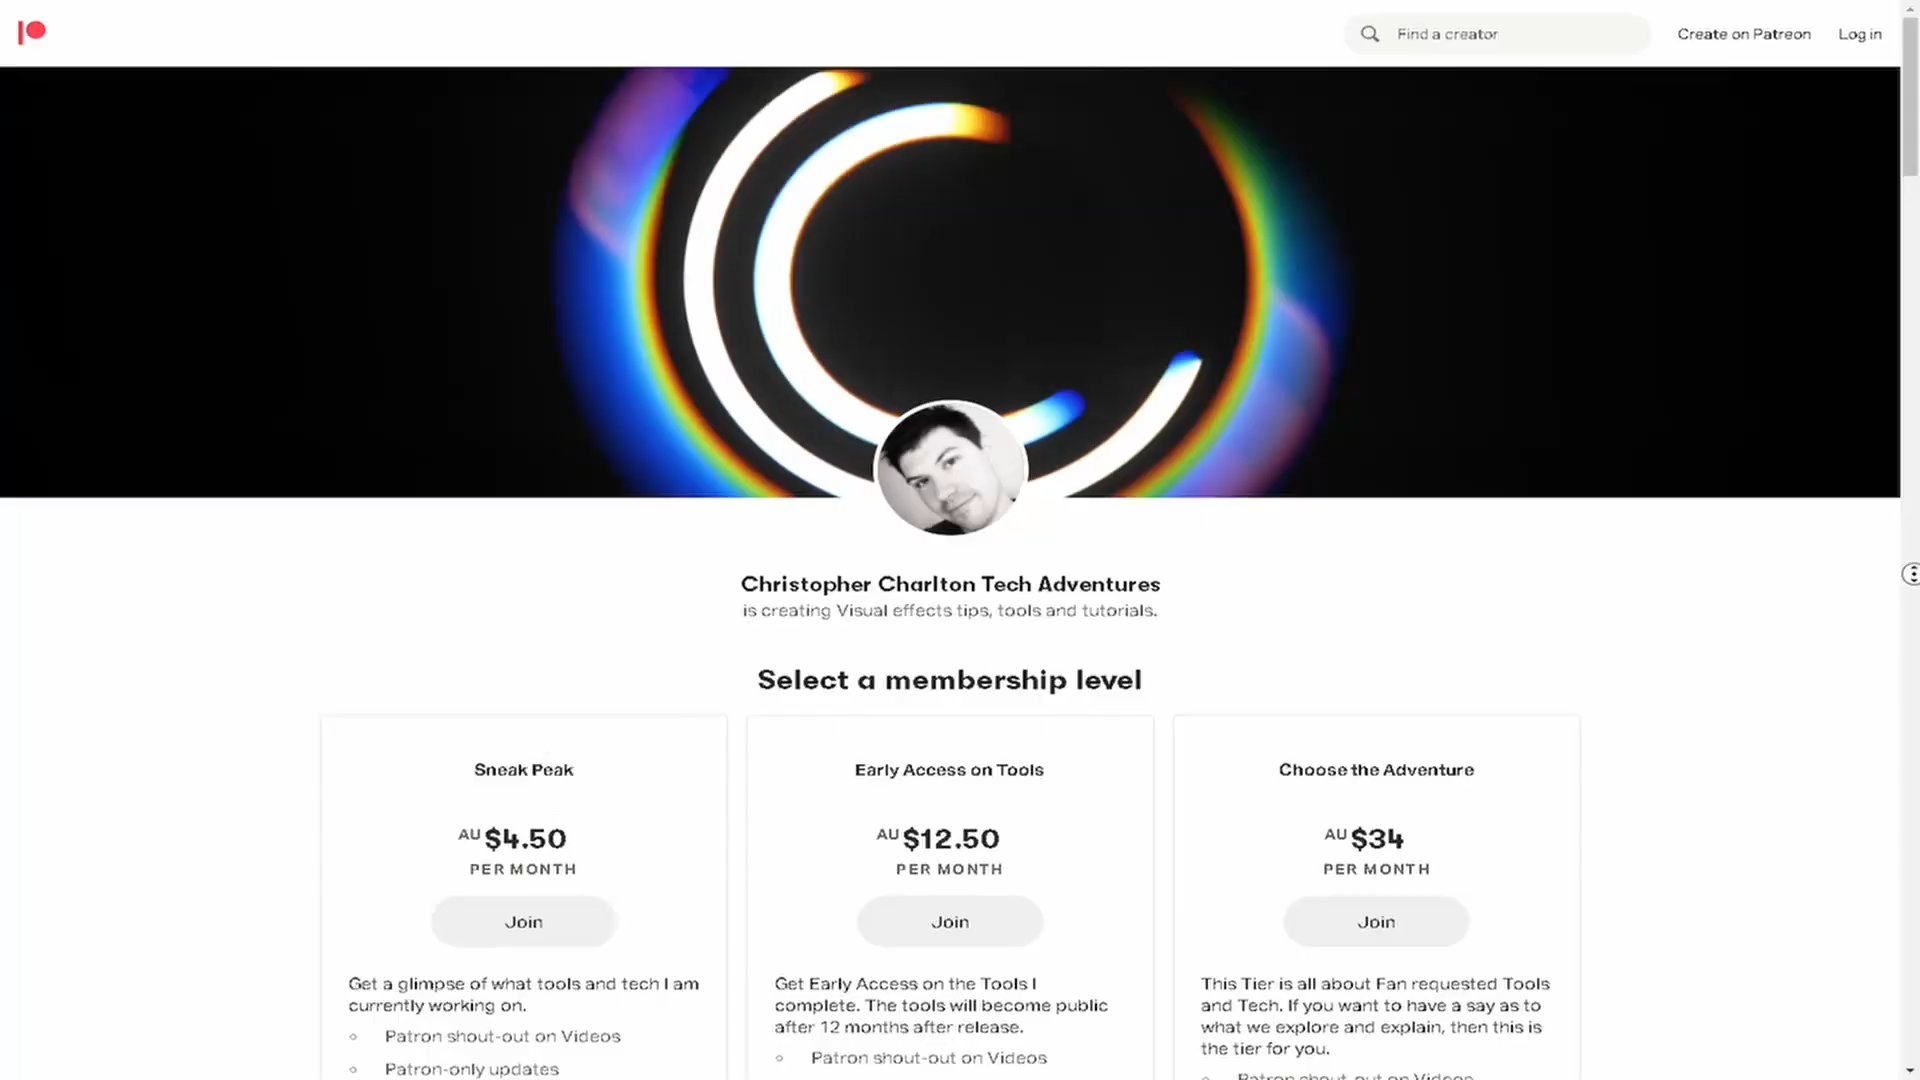 Find a creator
Create on Patreon
Log in
Christopher Charlton Tech Adventures
is creating Visual effects tips, tools and tutorials.
Select a membership level
Sneak Peak
AU $4.50
PER MONTH
Join
Get a glimpse of what tools and tech I am
currently working on.
Patron shout-out on Videos
Patron-only updates
Early Access on Tools
AU $12.50
PER MONTH
Join
Get Early Access on the Tools I
complete. The tools will become public
after 12 months after release.
Patron shout-out on Videos
Choose the Adventure
AU $34
PER MONTH
Join
This Tier is all about Fan requested Tools
and Tech. If you want to have a say as to
what we explore and explain, then this is
the tier for you.
Patron shout-out on Videos